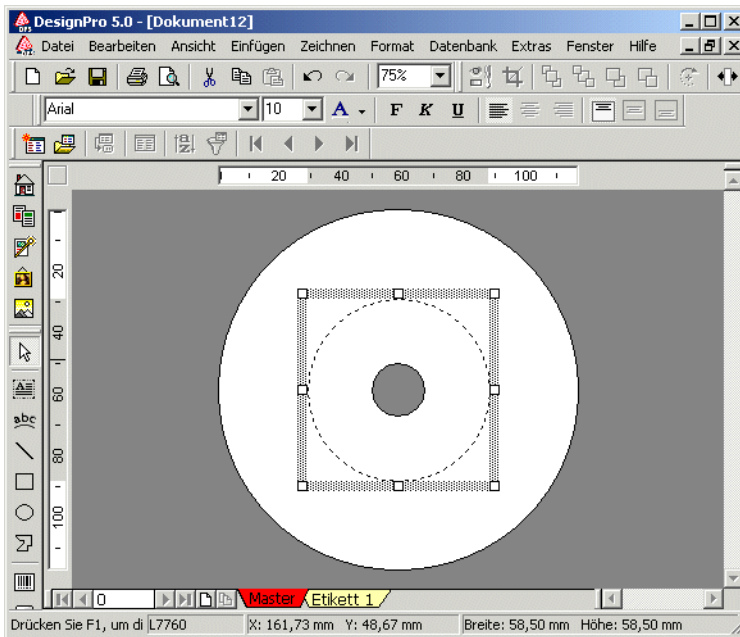 DesignPro 5.0 - [Dokument12]
Datei Bearbeiten Ansicht Einfügen Zeichnen Format Datenbank Extras Fenster Hilfe
75%
Arial 10 A F K U
20 40 60 80 100
20
40
60
80
100
A
abc
0 Master Etikett 1
Drücken Sie F1, um di L7760 X: 161,73 mm Y: 48,67 mm Breite: 58,50 mm Höhe: 58,50 mm